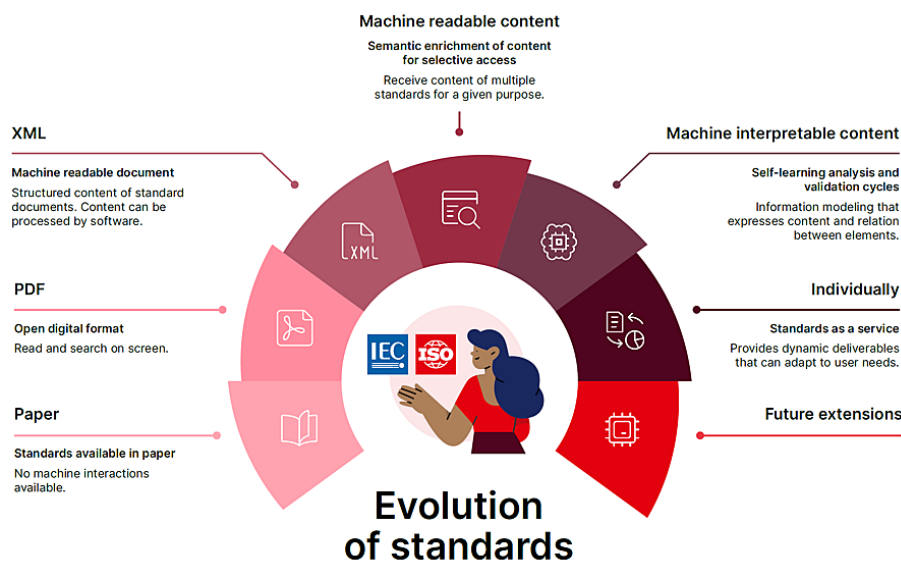 Machine readable content
Semantic enrichment of content
for selective access
Receive content of multiple
standards for a given purpose.
XML
Machine readable document
Structured content of standard
documents. Content can be
processed by software.
Machine interpretable content
Self-learning analysis and
validation cycles
Information modeling that
expresses content and relation
between elements.
XML
PDF
Open digital format
Read and search on screen.
Individually
Standards as a service
Provides dynamic deliverables
that can adapt to user needs.
IEC
ISO
Paper
Standards available in paper
No machine interactions
available.
Future extensions
Evolution
of standards